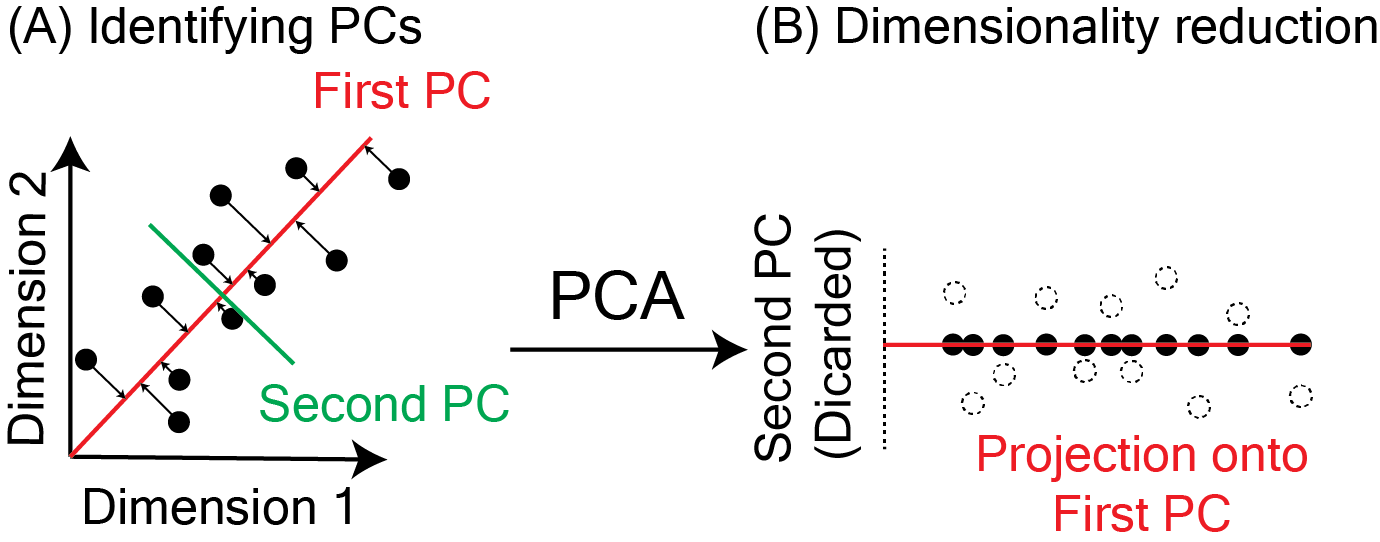 (A) Identifying PCs
First PC
Dimension 2
Second PC
Dimension 1
PCA
(B) Dimensionality reduction
Second PC
(Dicarded)
Projection onto
First PC